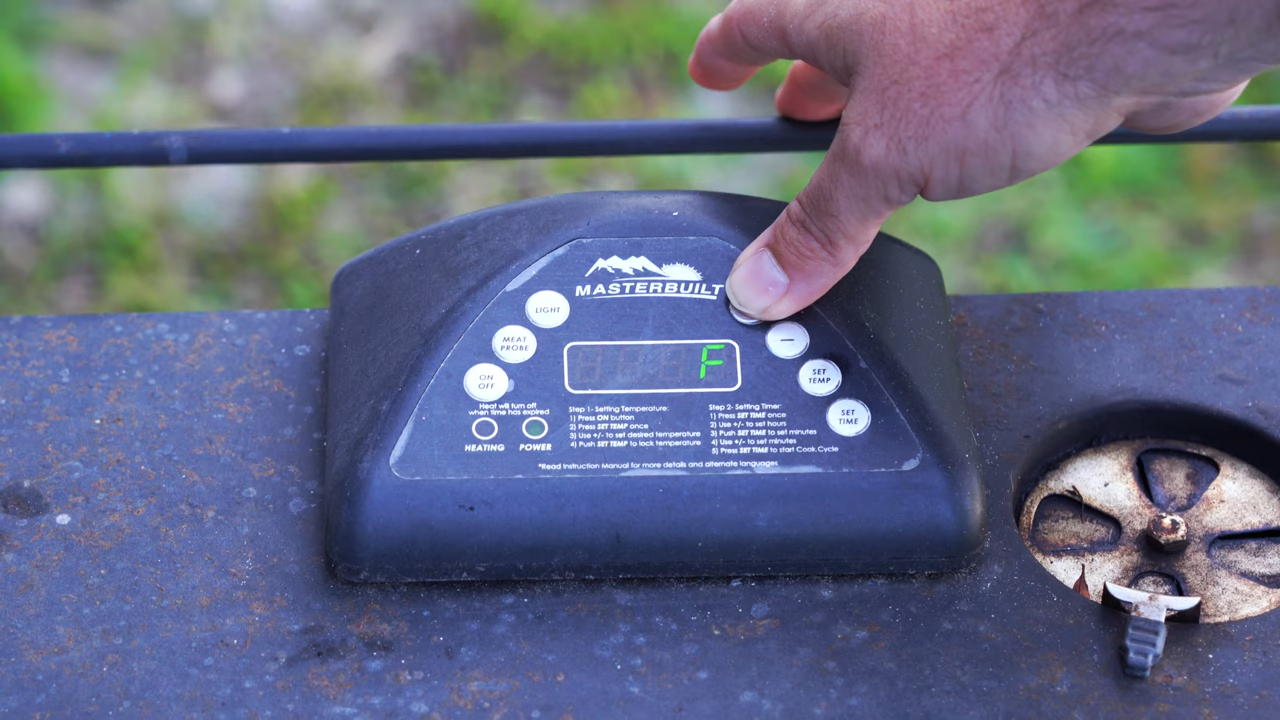 MASTERBUILT
LIGHT
MEAT
PROBE
ON
OFF
−
SET
TEMP
SET
TIME
F
Heat will turn off
when time has expired
HEATING
POWER
Step 1- Setting Temperature:
1) Press ON button
2) Press SET TEMP once
3) Use +/- to set desired temperature
4) Push SET TEMP to lock temperature
Step 2- Setting Timer:
1) Press SET TIME once
2) Use +/- to set hours
3) Push SET TIME to set minutes
4) Use +/- to set minutes
5) Press SET TIME to start Cook Cycle
*Read Instruction Manual for more details and alternate languages